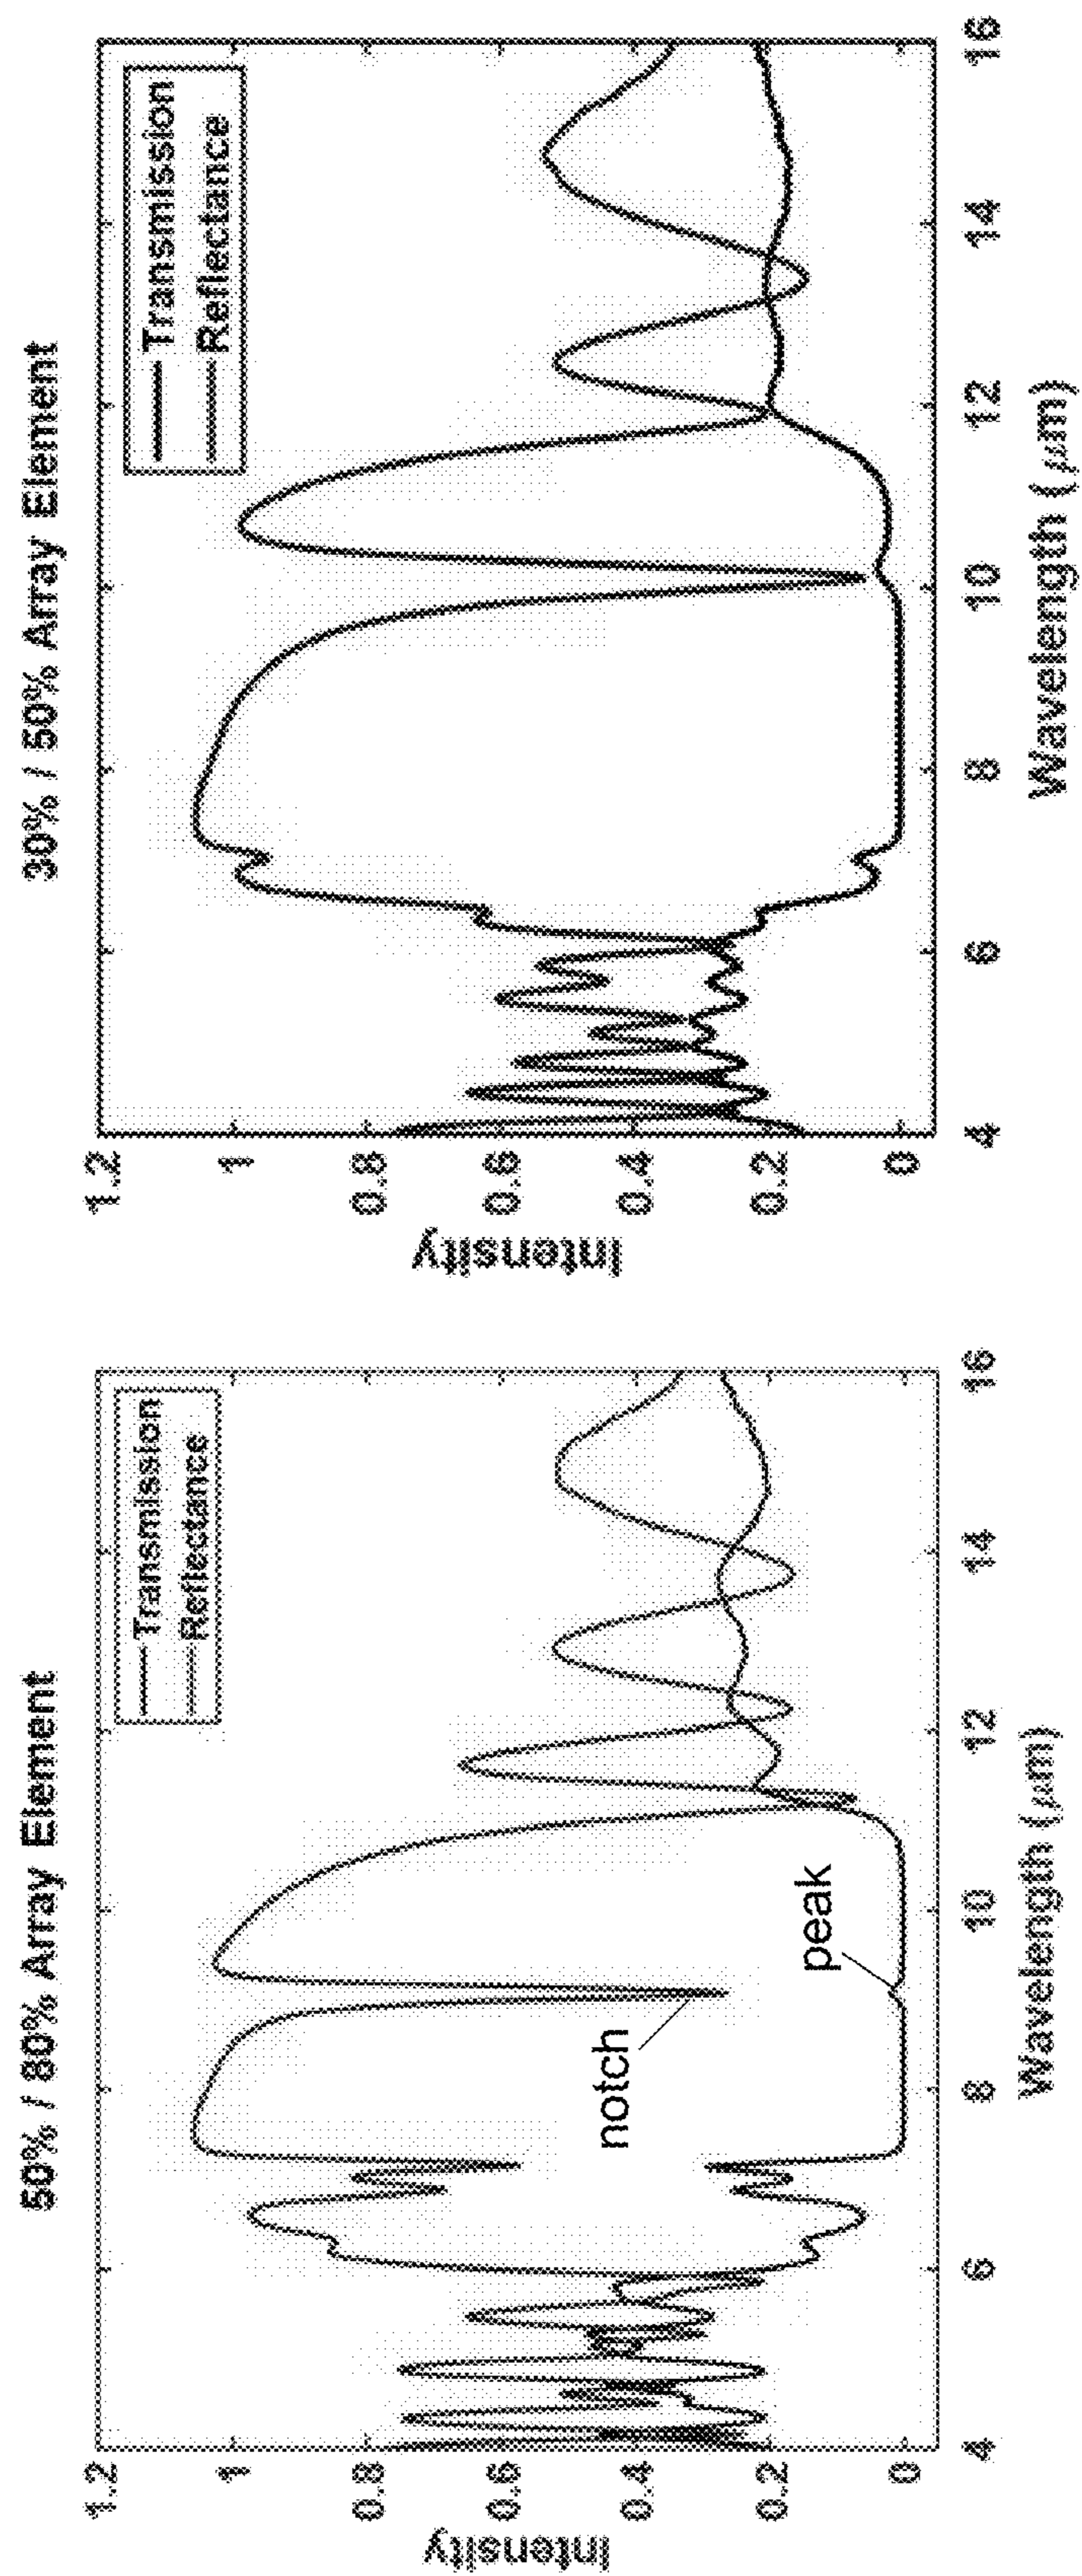 50% / 80% Array Element
Transmission
Reflectance
1.2
1
0.8
0.6
0.4
0.2
0
Intensity
notch
peak
4
6
8
10
12
14
16
Wavelength (μm)
30% / 50% Array Element
Transmission
Reflectance
1.2
1
0.8
0.6
0.4
0.2
0
Intensity
4
6
8
10
12
14
16
Wavelength (μm)